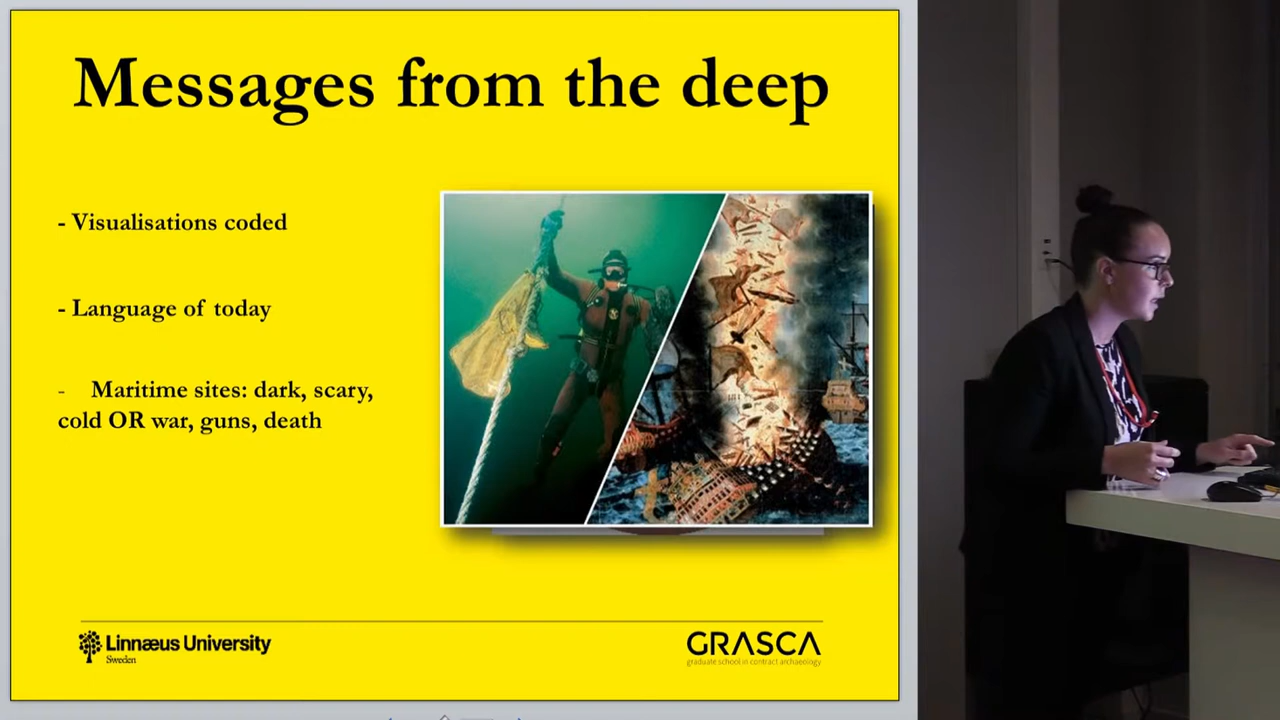 Messages from the deep
- Visualisations coded
- Language of today
- Maritime sites: dark, scary,
cold OR war, guns, death
Linnæus University
Sweden
GRASCA
graduate school in contract archaeology